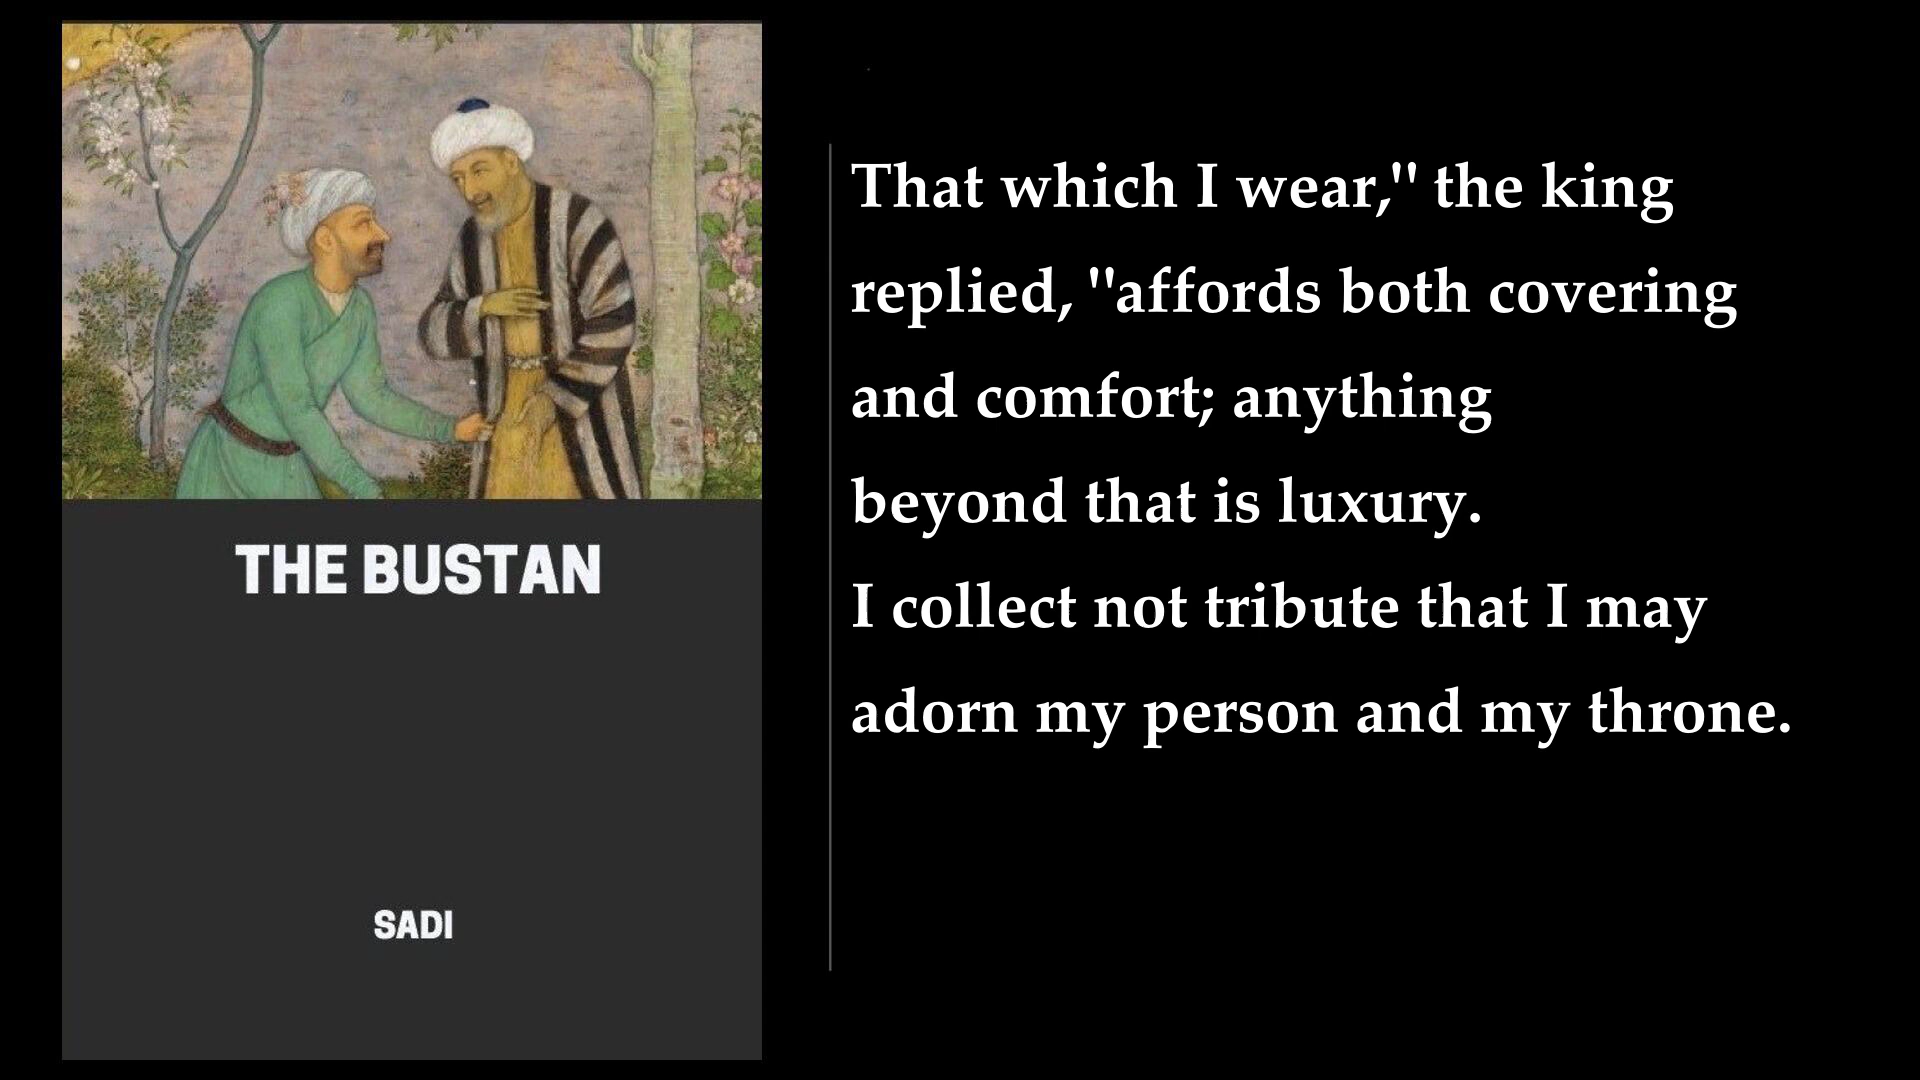 THE BUSTAN
SADI
That which I wear," the king
replied, "affords both covering
and comfort; anything
beyond that is luxury.
I collect not tribute that I may
adorn my person and my throne.